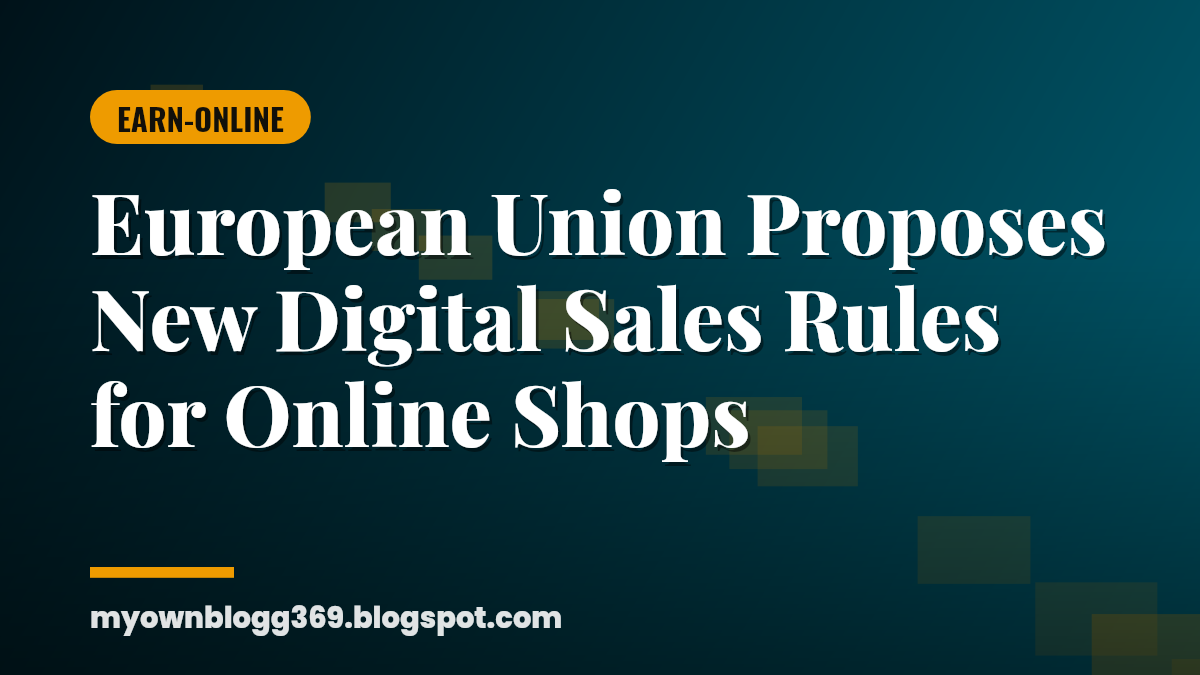 EARN-ONLINE
European Union Proposes
New Digital Sales Rules
for Online Shops
myownblogg369.blogspot.com